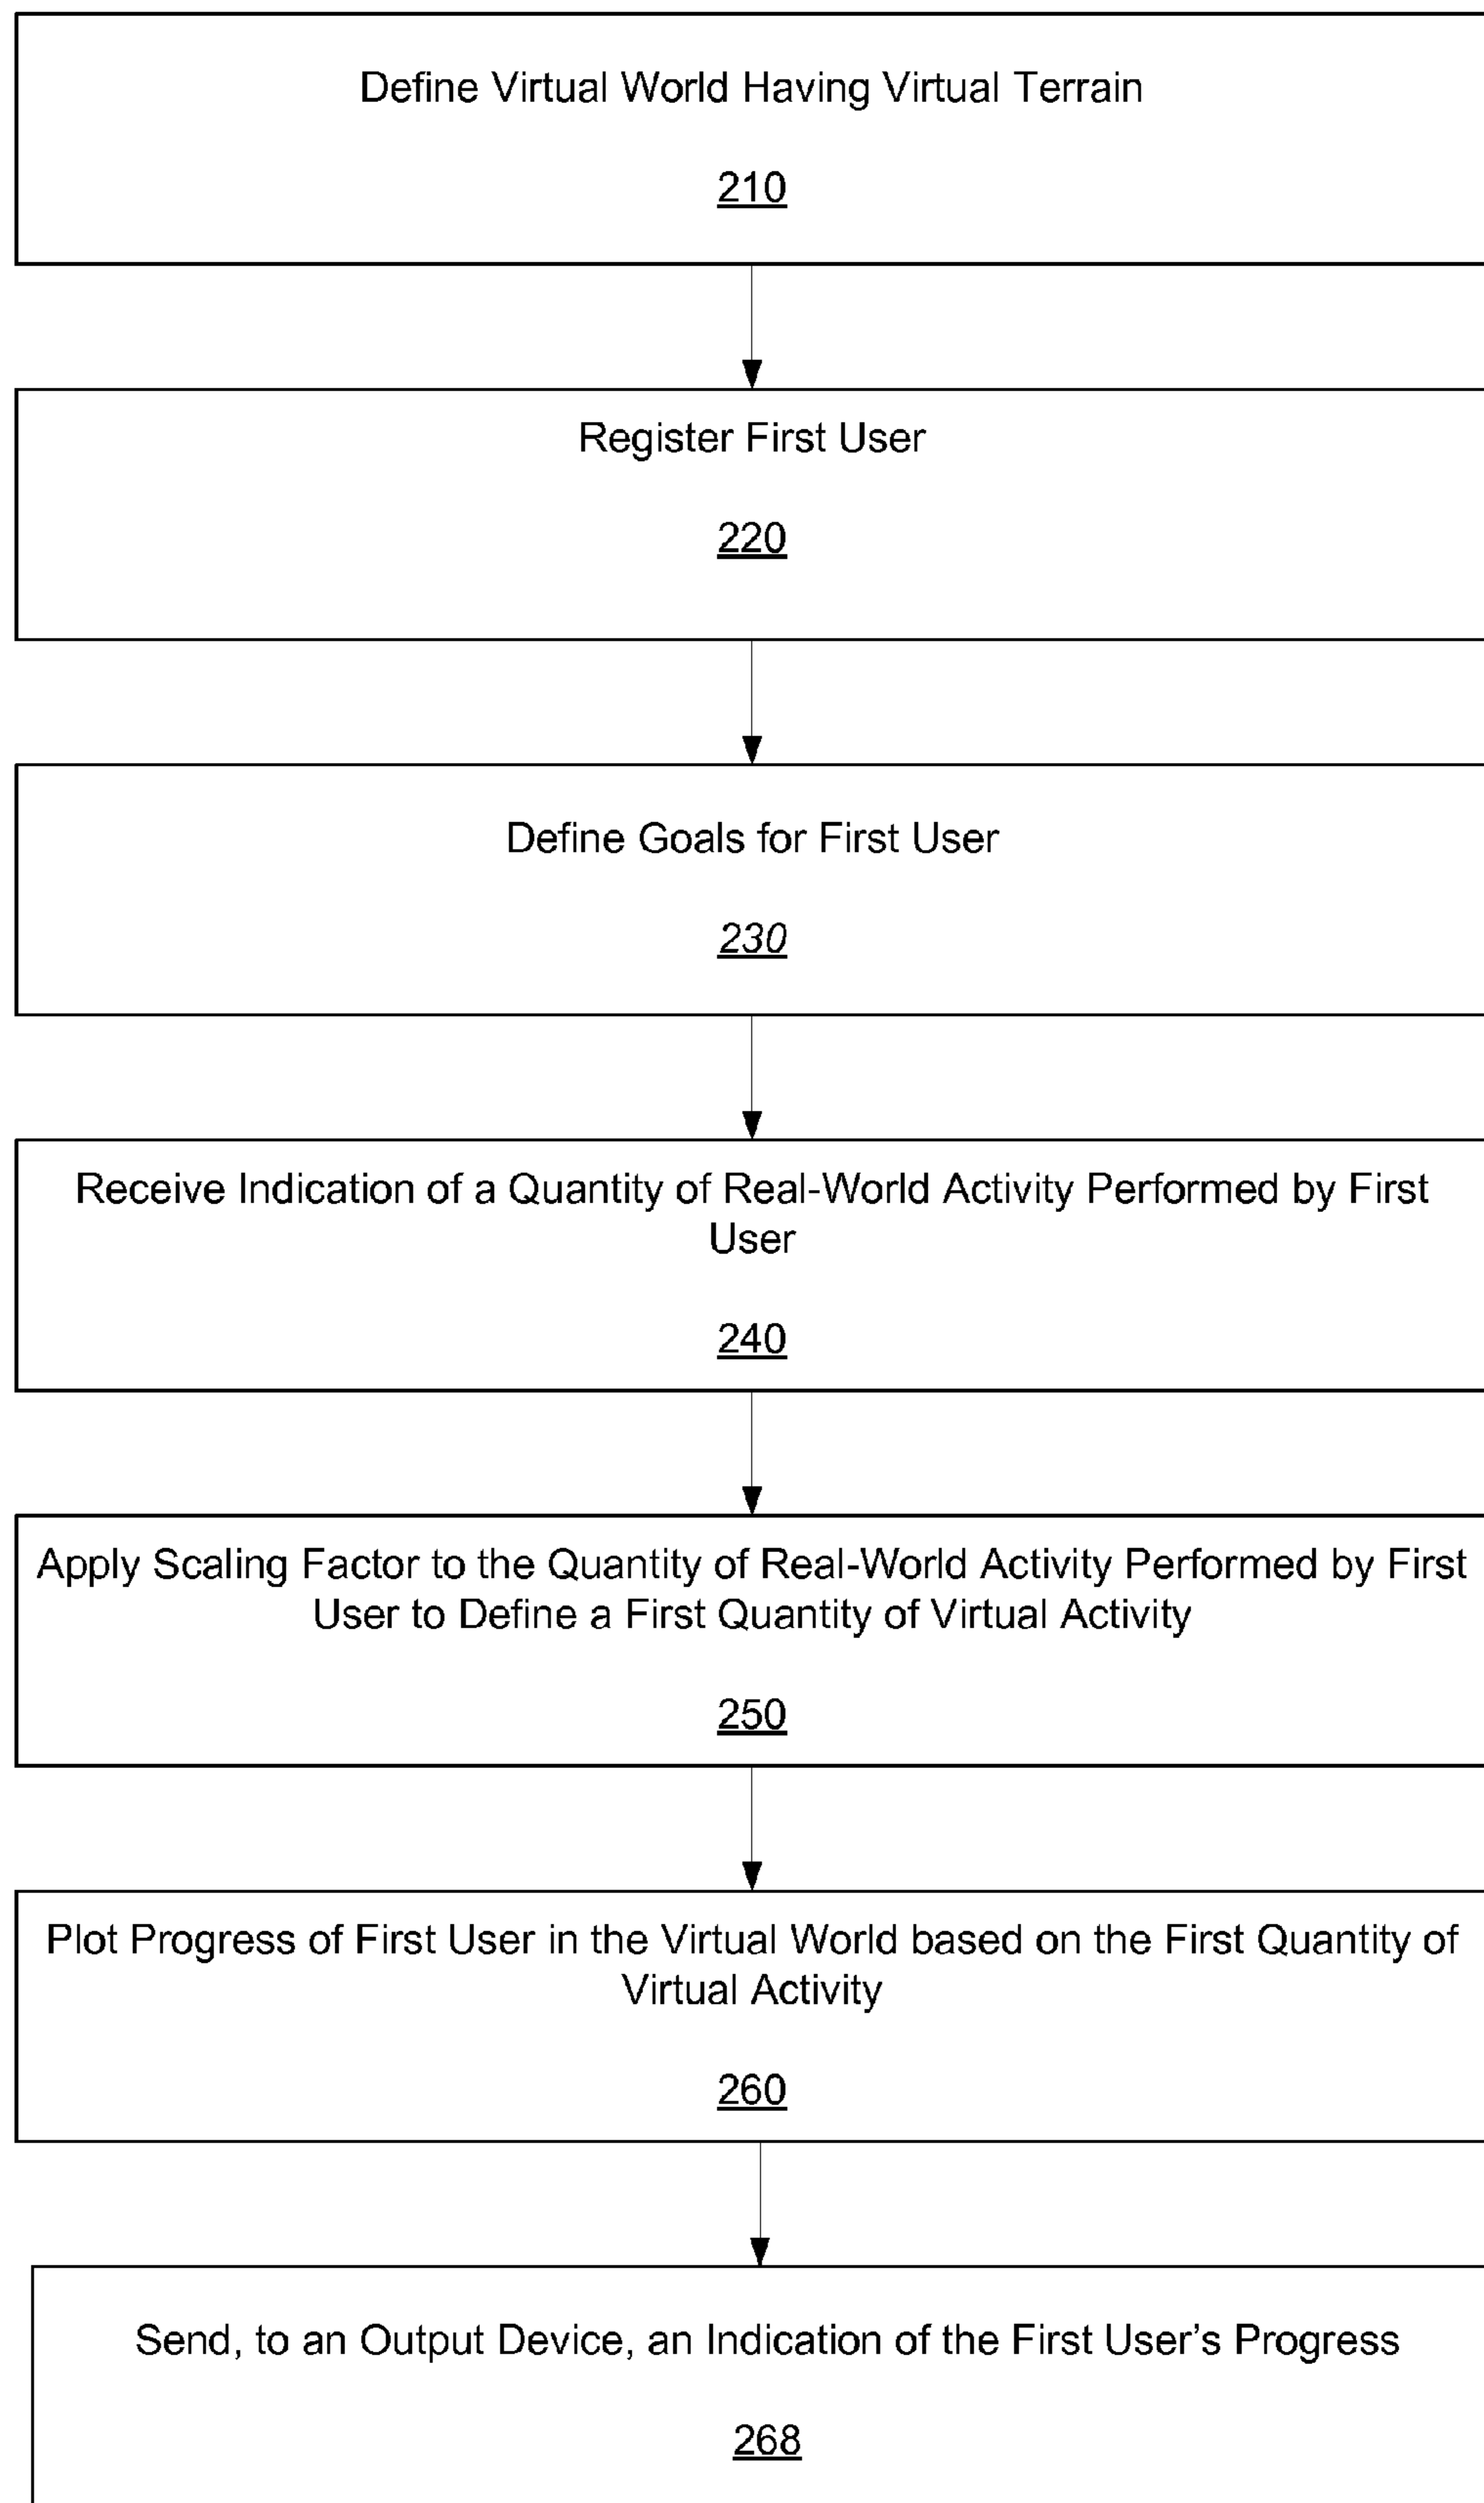 Define Virtual World Having Virtual Terrain
210
Register First User
220
Define Goals for First User
230
Receive Indication of a Quantity of Real-World Activity Performed by First
User
240
Apply Scaling Factor to the Quantity of Real-World Activity Performed by First
User to Define a First Quantity of Virtual Activity
250
Plot Progress of First User in the Virtual World based on the First Quantity of
Virtual Activity
260
Send, to an Output Device, an Indication of the First User’s Progress
268